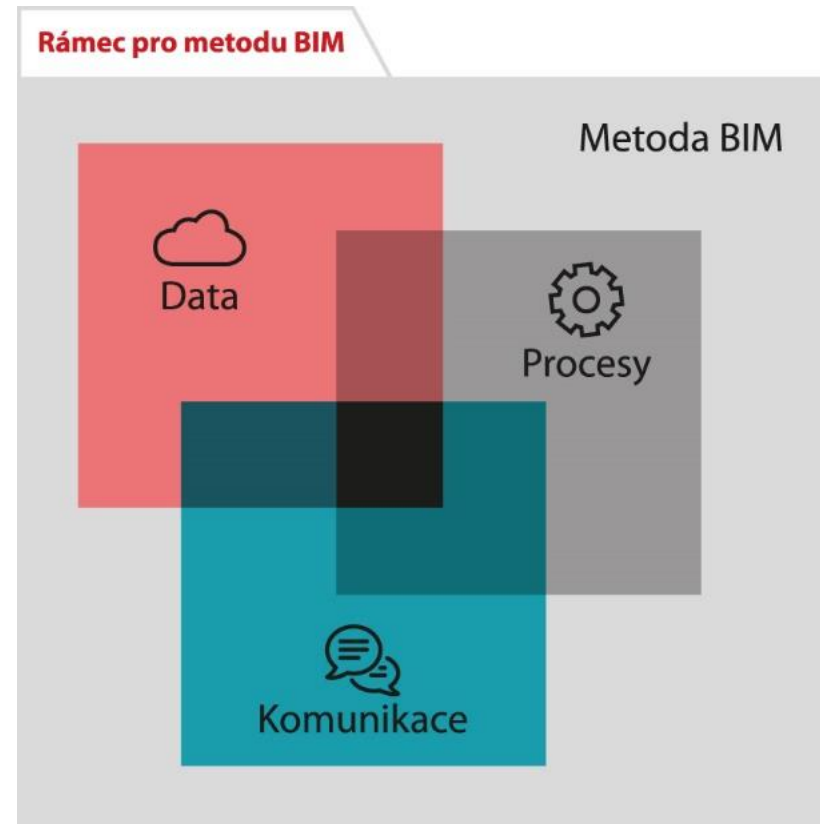 Rámec pro metodu BIM
Metoda BIM
Data
Procesy
Komunikace